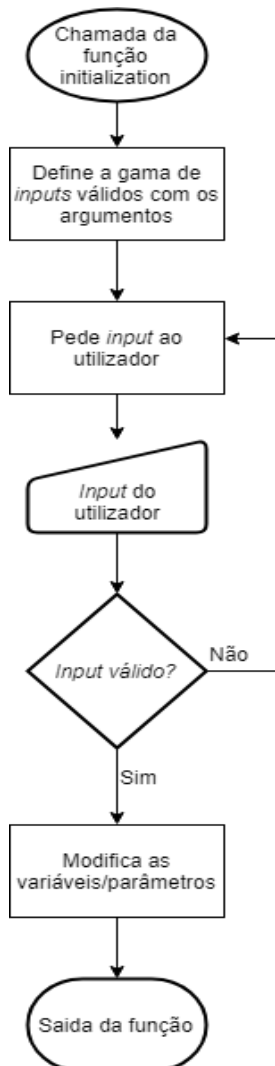 Chamada da
função
initialization
Define a gama de
inputs válidos com os
argumentos
Pede input ao
utilizador
Input do
utilizador
Input válido?
Não
Sim
Modifica as
variáveis/parâmetros
Saida da função